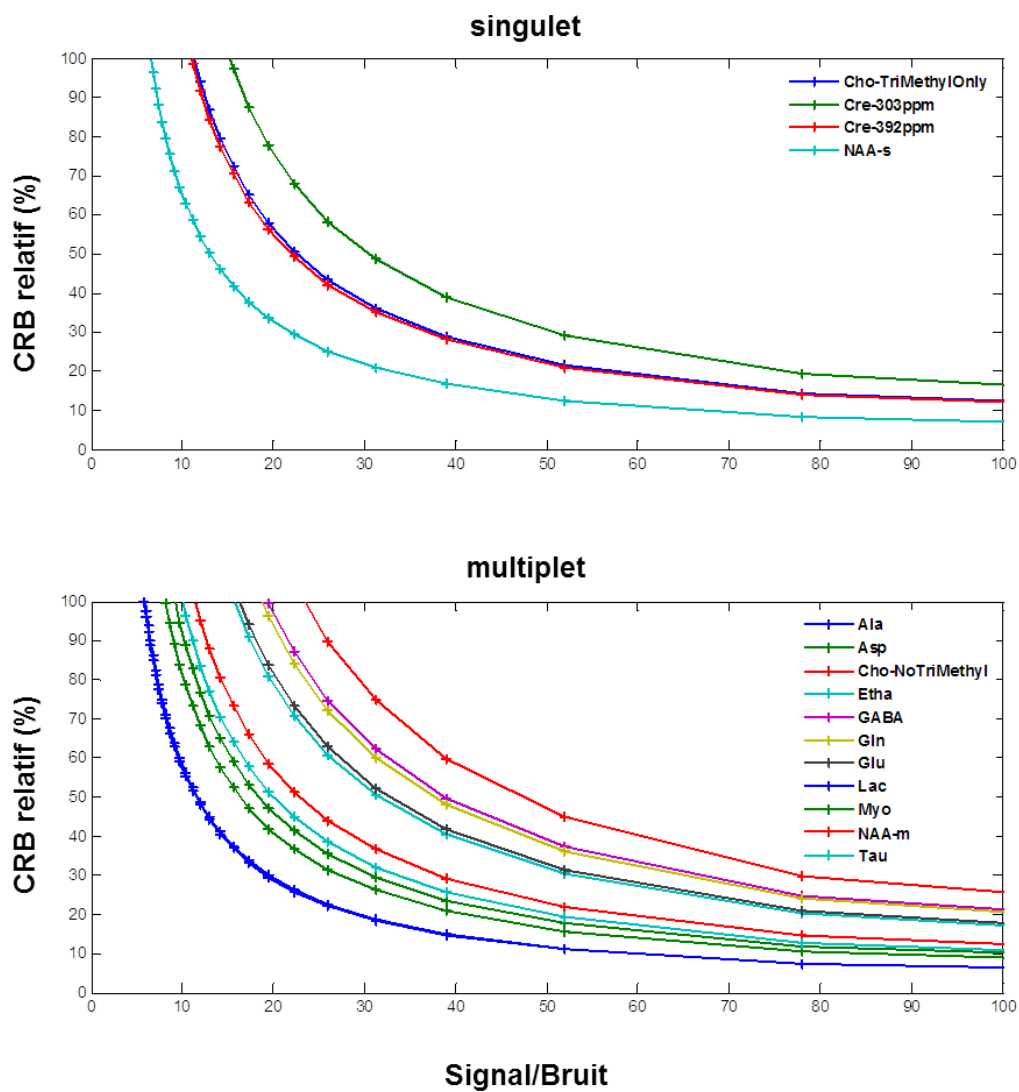 singulet
CRB relatif (%)
100
90
80
70
60
50
40
30
20
10
0
Cho-TriMethylOnly
Cre-303ppm
Cre-392ppm
NAA-s
0 10 20 30 40 50 60 70 80 90 100
multiplet
CRB relatif (%)
100
90
80
70
60
50
40
30
20
10
0
Ala
Asp
Cho-NoTriMethyl
Etha
GABA
Gln
Glu
Lac
Myo
NAA-m
Tau
0 10 20 30 40 50 60 70 80 90 100
Signal/Bruit